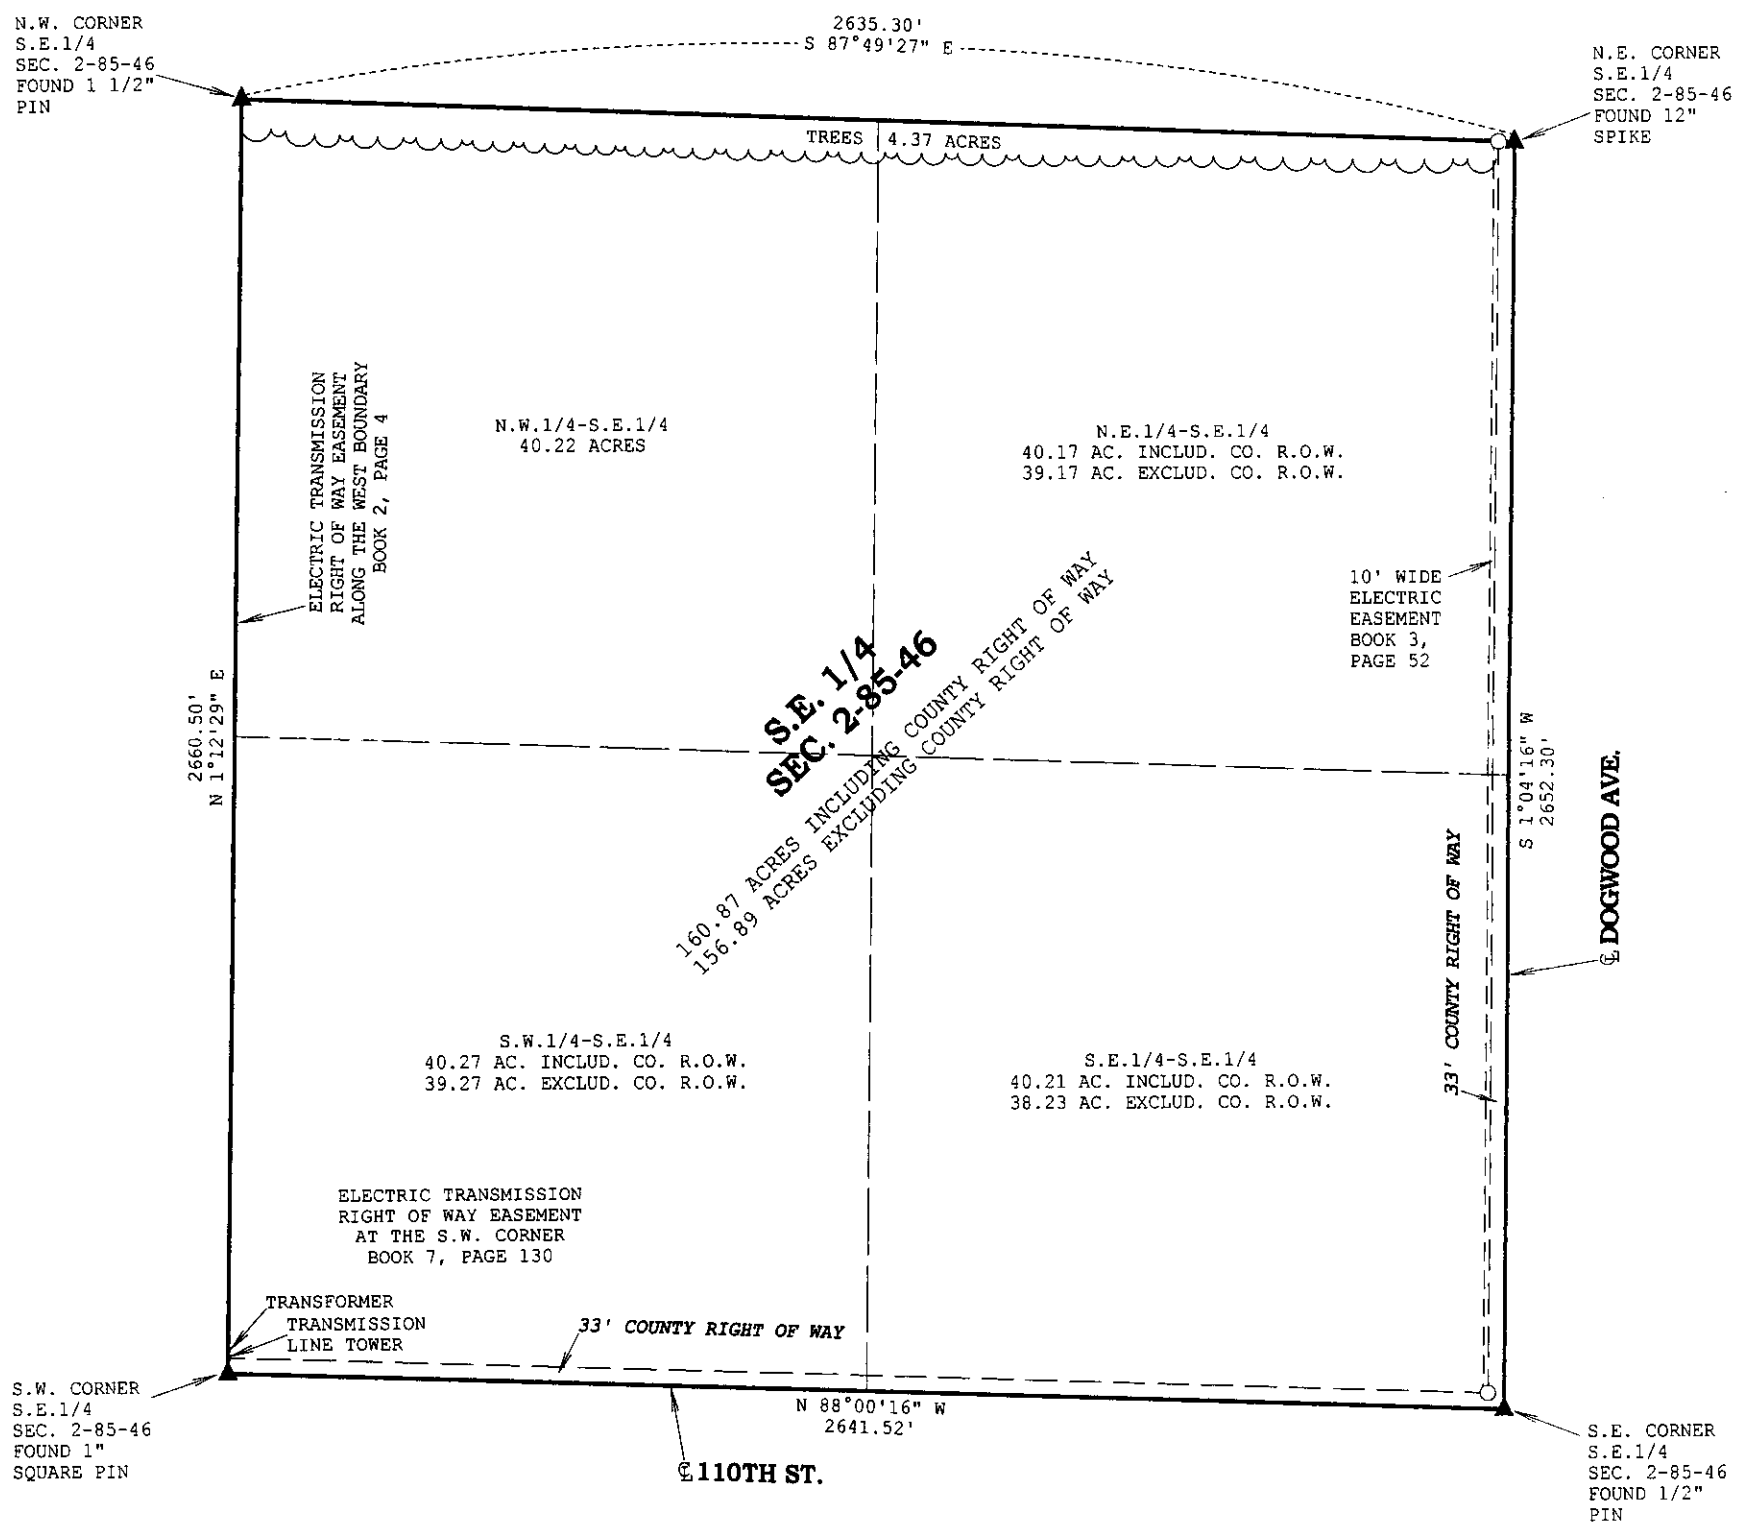 N.W. CORNER
S.E.1/4
SEC. 2-85-46
FOUND 1 1/2"
PIN
2635.30'
S 87°49'27" E
N.E. CORNER
S.E.1/4
SEC. 2-85-46
FOUND 12"
SPIKE
TREES 4.37 ACRES
ELECTRIC TRANSMISSION
RIGHT OF WAY EASEMENT
ALONG THE WEST BOUNDARY
BOOK 2, PAGE 4
N.W.1/4-S.E.1/4
40.22 ACRES
N.E.1/4-S.E.1/4
40.17 AC. INCLUD. CO. R.O.W.
39.17 AC. EXCLUD. CO. R.O.W.
10' WIDE
ELECTRIC
EASEMENT
BOOK 3,
PAGE 52
S.E. 1/4
SEC. 2-85-46
160.87 ACRES INCLUDING COUNTY RIGHT OF WAY
156.89 ACRES EXCLUDING COUNTY RIGHT OF WAY
2660.50'
N 1°12'29" E
S 1°04'16" W
2652.30'
℄ DOGWOOD AVE.
33' COUNTY RIGHT OF WAY
S.W.1/4-S.E.1/4
40.27 AC. INCLUD. CO. R.O.W.
39.27 AC. EXCLUD. CO. R.O.W.
S.E.1/4-S.E.1/4
40.21 AC. INCLUD. CO. R.O.W.
38.23 AC. EXCLUD. CO. R.O.W.
ELECTRIC TRANSMISSION
RIGHT OF WAY EASEMENT
AT THE S.W. CORNER
BOOK 7, PAGE 130
TRANSFORMER
TRANSMISSION
LINE TOWER
33' COUNTY RIGHT OF WAY
S.W. CORNER
S.E.1/4
SEC. 2-85-46
FOUND 1"
SQUARE PIN
N 88°00'16" W
2641.52'
℄ 110TH ST.
S.E. CORNER
S.E.1/4
SEC. 2-85-46
FOUND 1/2"
PIN